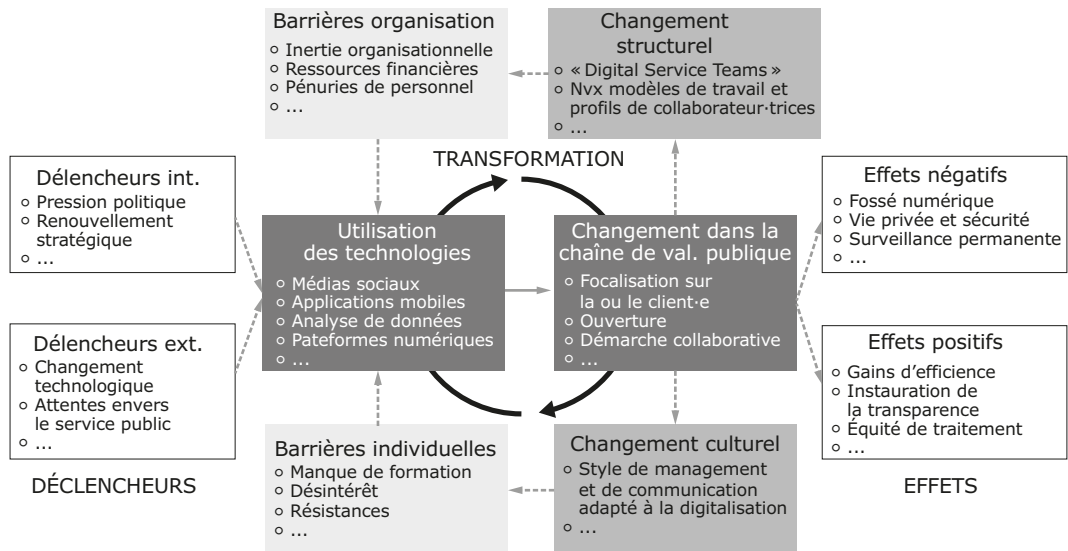 Barrières organisation
○ Inertie organisationnelle
○ Ressources financières
○ Pénuries de personnel
○ ...
Changement
structurel
○ « Digital Service Teams »
○ Nvx modèles de travail et
profils de collaborateur·trices
○ ...
TRANSFORMATION
Délencheurs int.
○ Pression politique
○ Renouvellement
stratégique
○ ...
Délencheurs ext.
○ Changement
technologique
○ Attentes envers
le service public
○ ...
DÉCLENCHEURS
Utilisation
des technologies
○ Médias sociaux
○ Applications mobiles
○ Analyse de données
○ Pateformes numériques
○ ...
Changement dans la
chaîne de val. publique
○ Focalisation sur
la ou le client·e
○ Ouverture
○ Démarche collaborative
○ ...
Effets négatifs
○ Fossé numérique
○ Vie privée et sécurité
○ Surveillance permanente
○ ...
Effets positifs
○ Gains d’efficience
○ Instauration de
la transparence
○ Équité de traitement
○ ...
EFFETS
Barrières individuelles
○ Manque de formation
○ Désintérêt
○ Résistances
○ ...
Changement culturel
○ Style de management
et de communication
adapté à la digitalisation
○ ...